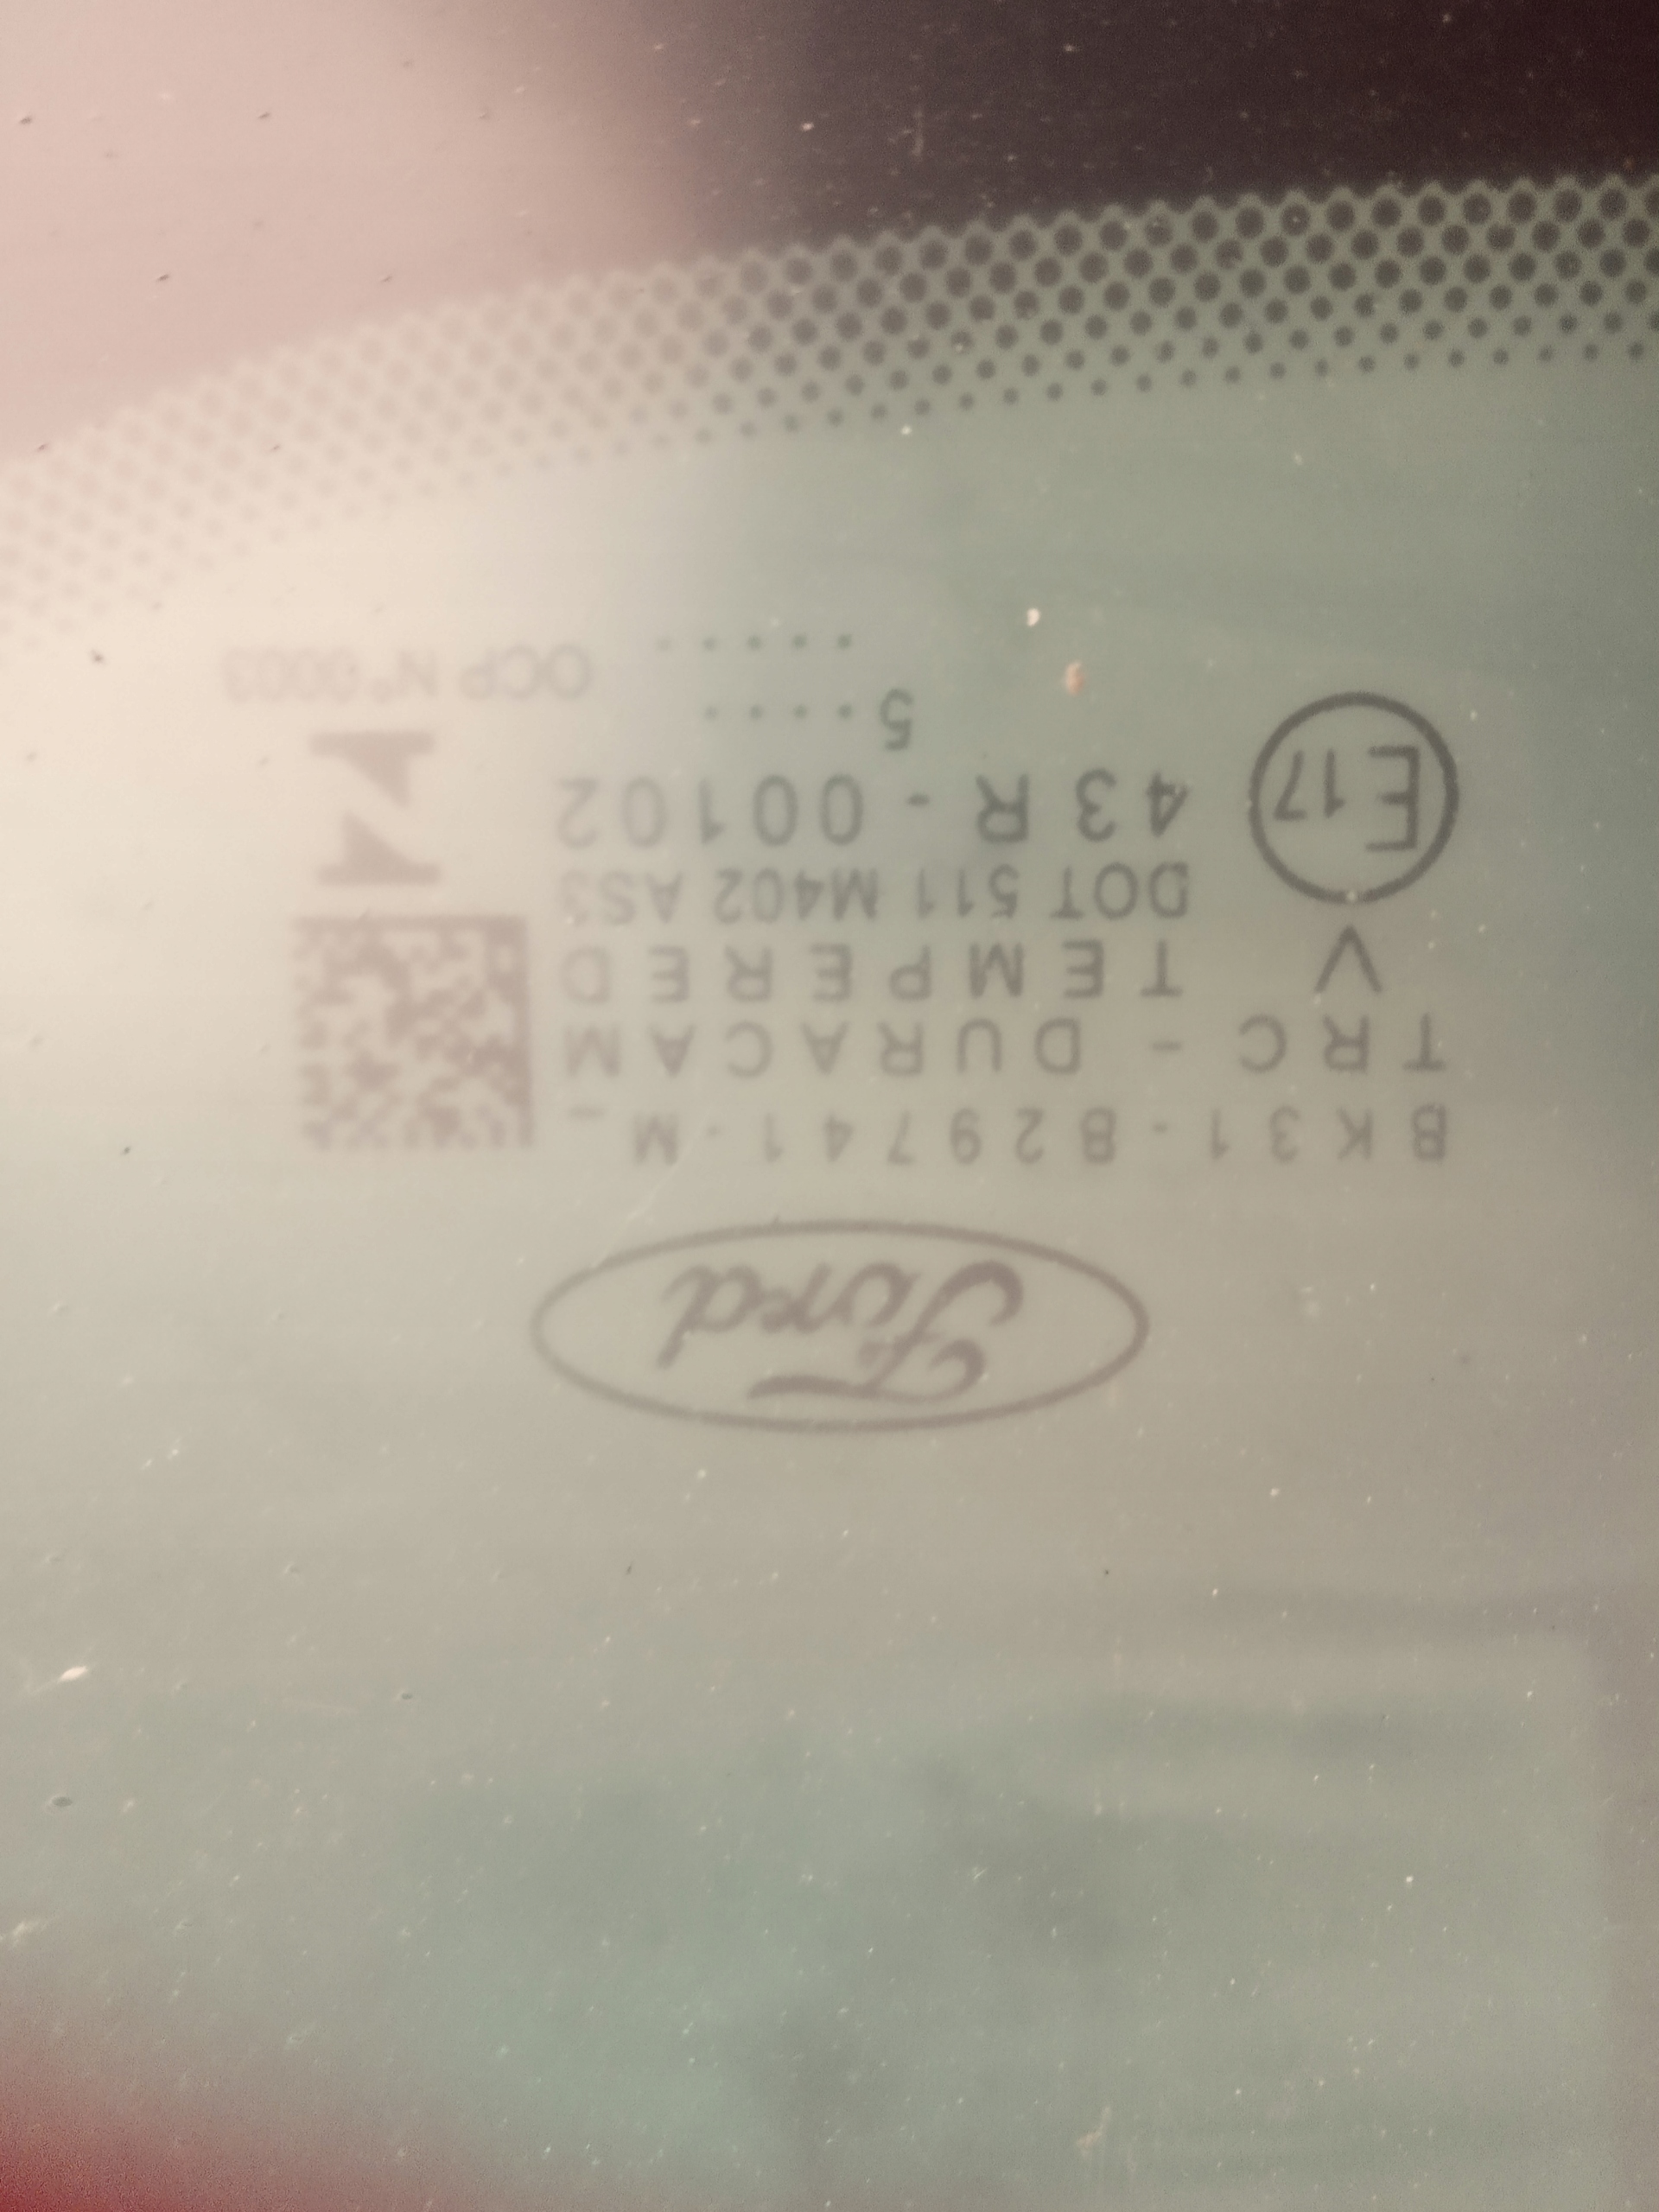 Ford
BK31-B29741-M-
TRC - DURACAM
V TEMPERED
DOT 511 M402 AS3
E17 43R-00102
5....
.....
OCP N°0003